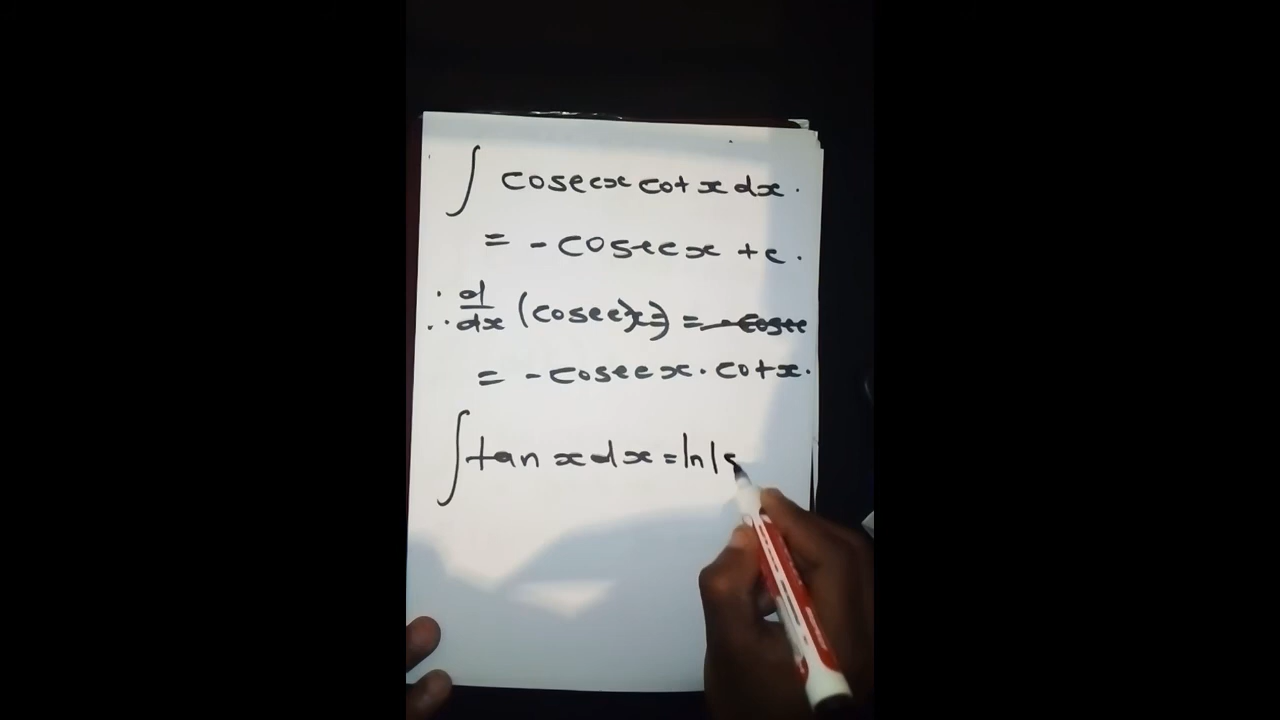 ∫ cosecx cotx dx.
= -cosecx + c.
∴ d/dx (cosecx) = -cosec
= -cosecx . cotx.
∫ tan x dx = ln|s